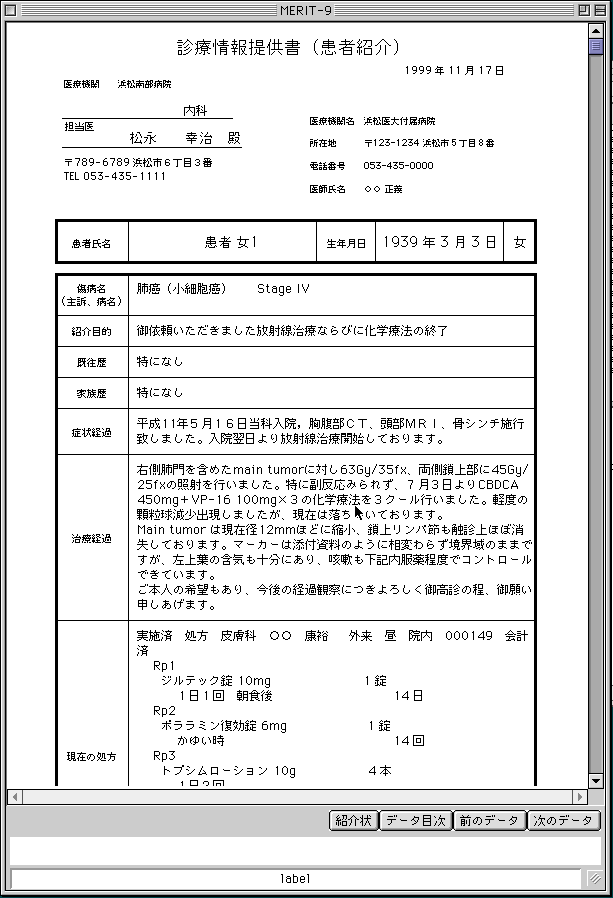 MERIT-9
診療情報提供書（患者紹介）
1999 年 11 月 17 日
医療機関 浜松南部病院
内科
担当医
松永 幸治 殿
〒789-6789 浜松市６丁目３番
TEL 053-435-1111
医療機関名 浜松医大付属病院
所在地 〒123-1234 浜松市５丁目８番
電話番号 053-435-0000
医師氏名 ○○ 正義
患者氏名 患者 女1 生年月日 1939 年 3 月 3 日 女
傷病名
（主訴、病名）
肺癌（小細胞癌） Stage IV
紹介目的 御依頼いただきました放射線治療ならびに化学療法の終了
既往歴 特になし
家族歴 特になし
症状経過
平成11年５月１６日当科入院，胸腹部ＣＴ、頭部ＭＲＩ、骨シンチ施行
致しました。入院翌日より放射線治療開始しております。
治療経過
右側肺門を含めたmain tumorに対し63Gy/35fx、両側鎖上部に45Gy/
25fxの照射を行いました。特に副反応みられず、７月３日よりCBDCA
450mg＋VP-16 100mg×３の化学療法を３クール行いました。軽度の
顆粒球減少出現しましたが、現在は落ちいております。
Main tumor は現在径12mmほどに縮小、鎖上リンパ節も触診上ほぼ消
失しております。マーカーは添付資料のように相変わらず境界域のままで
すが、左上葉の含気も十分にあり、咳嗽も下記内服薬程度でコントロール
できています。
ご本人の希望もあり、今後の経過観察につきよろしく御高診の程、御願い
申しあげます。
現在の処方
実施済 処方 皮膚科 ○○ 康裕 外来 昼 院内 000149 会計
済
Rp1
ジルテック錠 10mg 1 錠
１日１回 朝食後 14 日
Rp2
ポララミン復効錠 6mg 1 錠
かゆい時 14 回
Rp3
トプシムローション 10g 4 本
１日２回
紹介状 データ目次 前のデータ 次のデータ
label